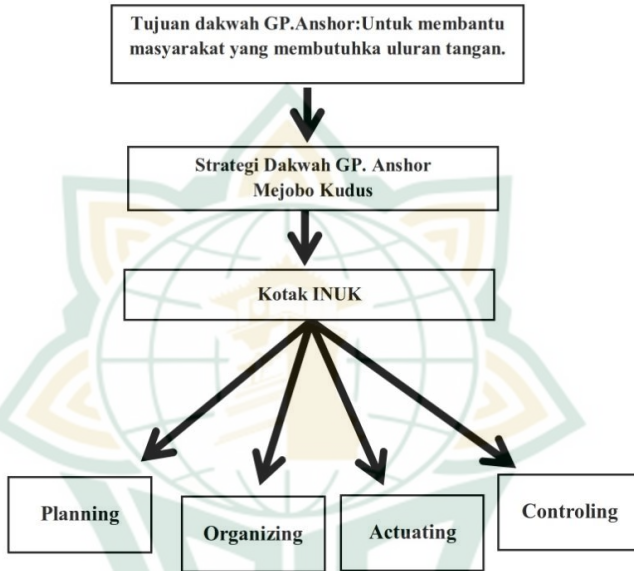 Tujuan dakwah GP.Anshor:Untuk membantu
masyarakat yang membutuhka uluran tangan.
Strategi Dakwah GP. Anshor
Mejobo Kudus
Kotak INUK
Planning
Organizing
Actuating
Controling